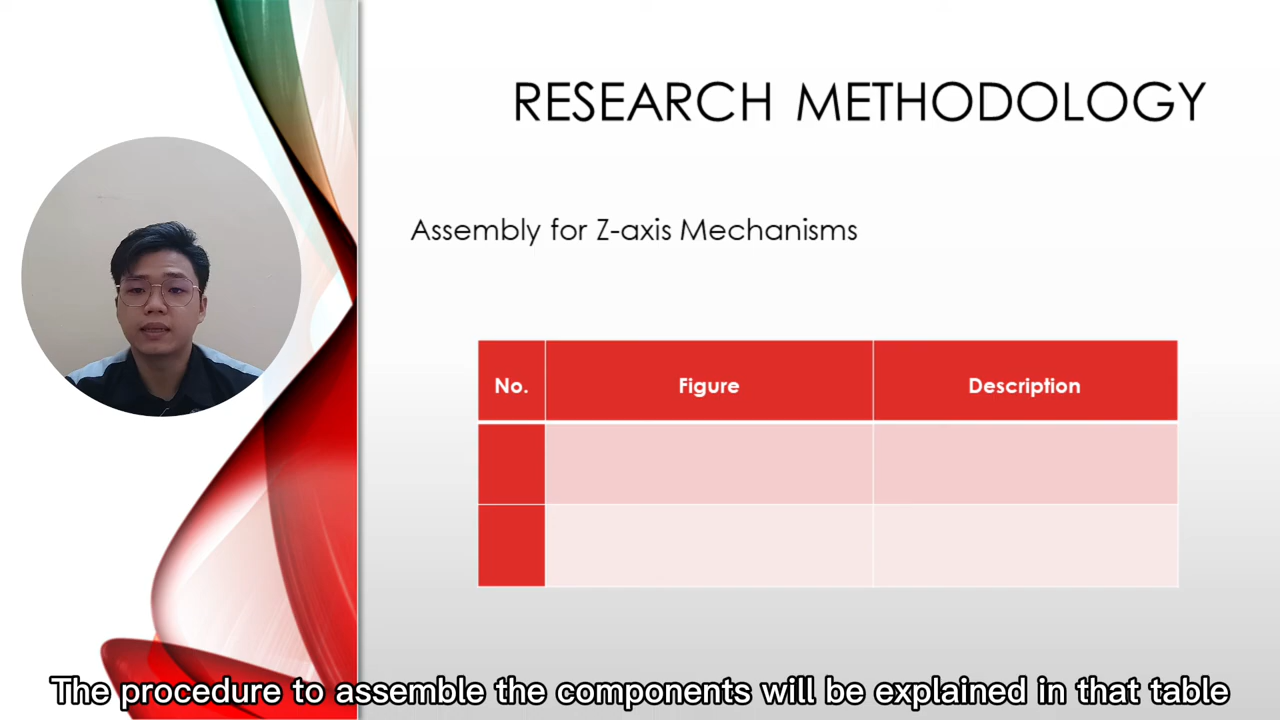 RESEARCH METHODOLOGY
Assembly for Z-axis Mechanisms
No. Figure Description
The procedure to assemble the components will be explained in that table